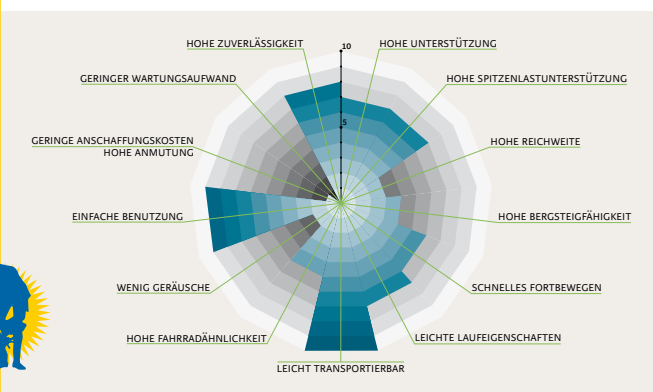 10
HOHE ZUVERLÄSSIGKEIT
HOHE UNTERSTÜTZUNG
GERINGER WARTUNGSAUFWAND
HOHE SPITZENLASTUNTERSTÜTZUNG
5
GERINGE ANSCHAFFUNGSKOSTEN
HOHE ANMUTUNG
HOHE REICHWEITE
EINFACHE BENUTZUNG
HOHE BERGSTEIGFÄHIGKEIT
WENIG GERÄUSCHE
SCHNELLES FORTBEWEGEN
HOHE FAHRRADÄHNLICHKEIT
LEICHTE LAUFEIGENSCHAFTEN
LEICHT TRANSPORTIERBAR